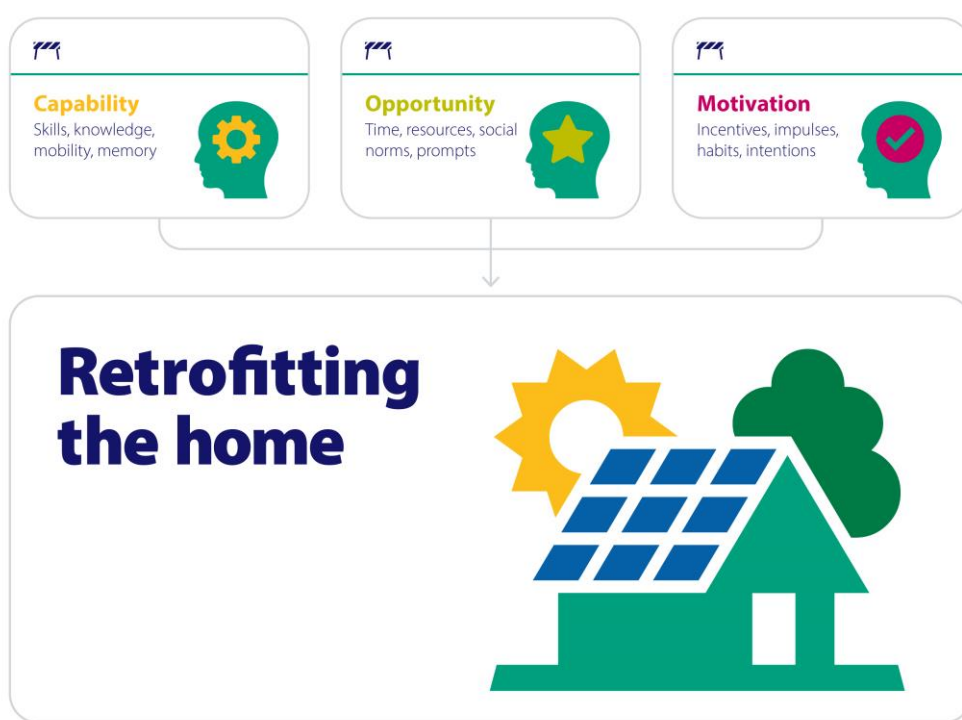 Capability
Skills, knowledge,
mobility, memory
Opportunity
Time, resources, social
norms, prompts
Motivation
Incentives, impulses,
habits, intentions
Retrofitting
the home